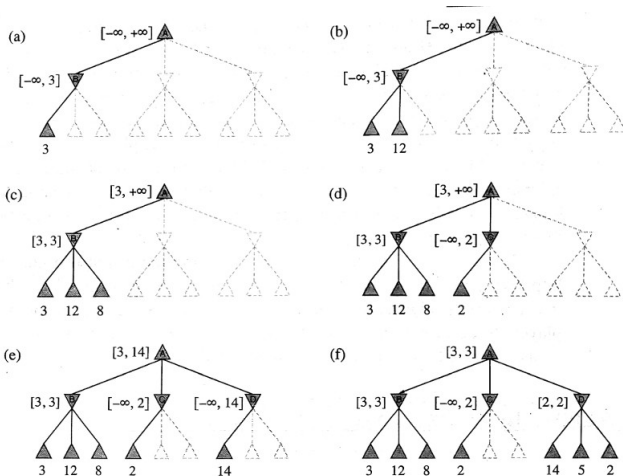 (a) [-∞, +∞] A
[-∞, 3] B
3
(b) [-∞, +∞] A
[-∞, 3] B
3 12
(c) [3, +∞] A
[3, 3] B
3 12 8
(d) [3, +∞] A
[3, 3] B [-∞, 2]
3 12 8 2
(e) [3, 14] A
[3, 3] B [-∞, 2] C [-∞, 14] D
3 12 8 2 14
(f) [3, 3] A
[3, 3] B [-∞, 2] C [2, 2] D
3 12 8 2 14 5 2